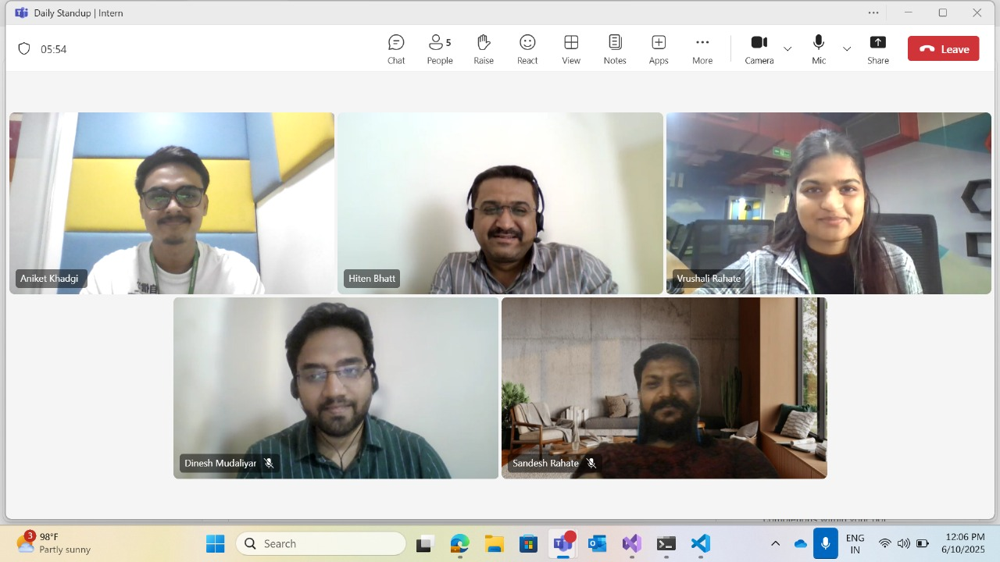 Daily Standup | Intern
05:54
Chat
5
People
Raise
React
View
Notes
Apps
More
Camera
Mic
Share
Leave
Aniket Khadgi
Hiten Bhatt
Vrushali Rahate
Dinesh Mudaliyar
Sandesh Rahate
3
98°F
Partly sunny
Search
ENG
IN
12:06 PM
6/10/2025